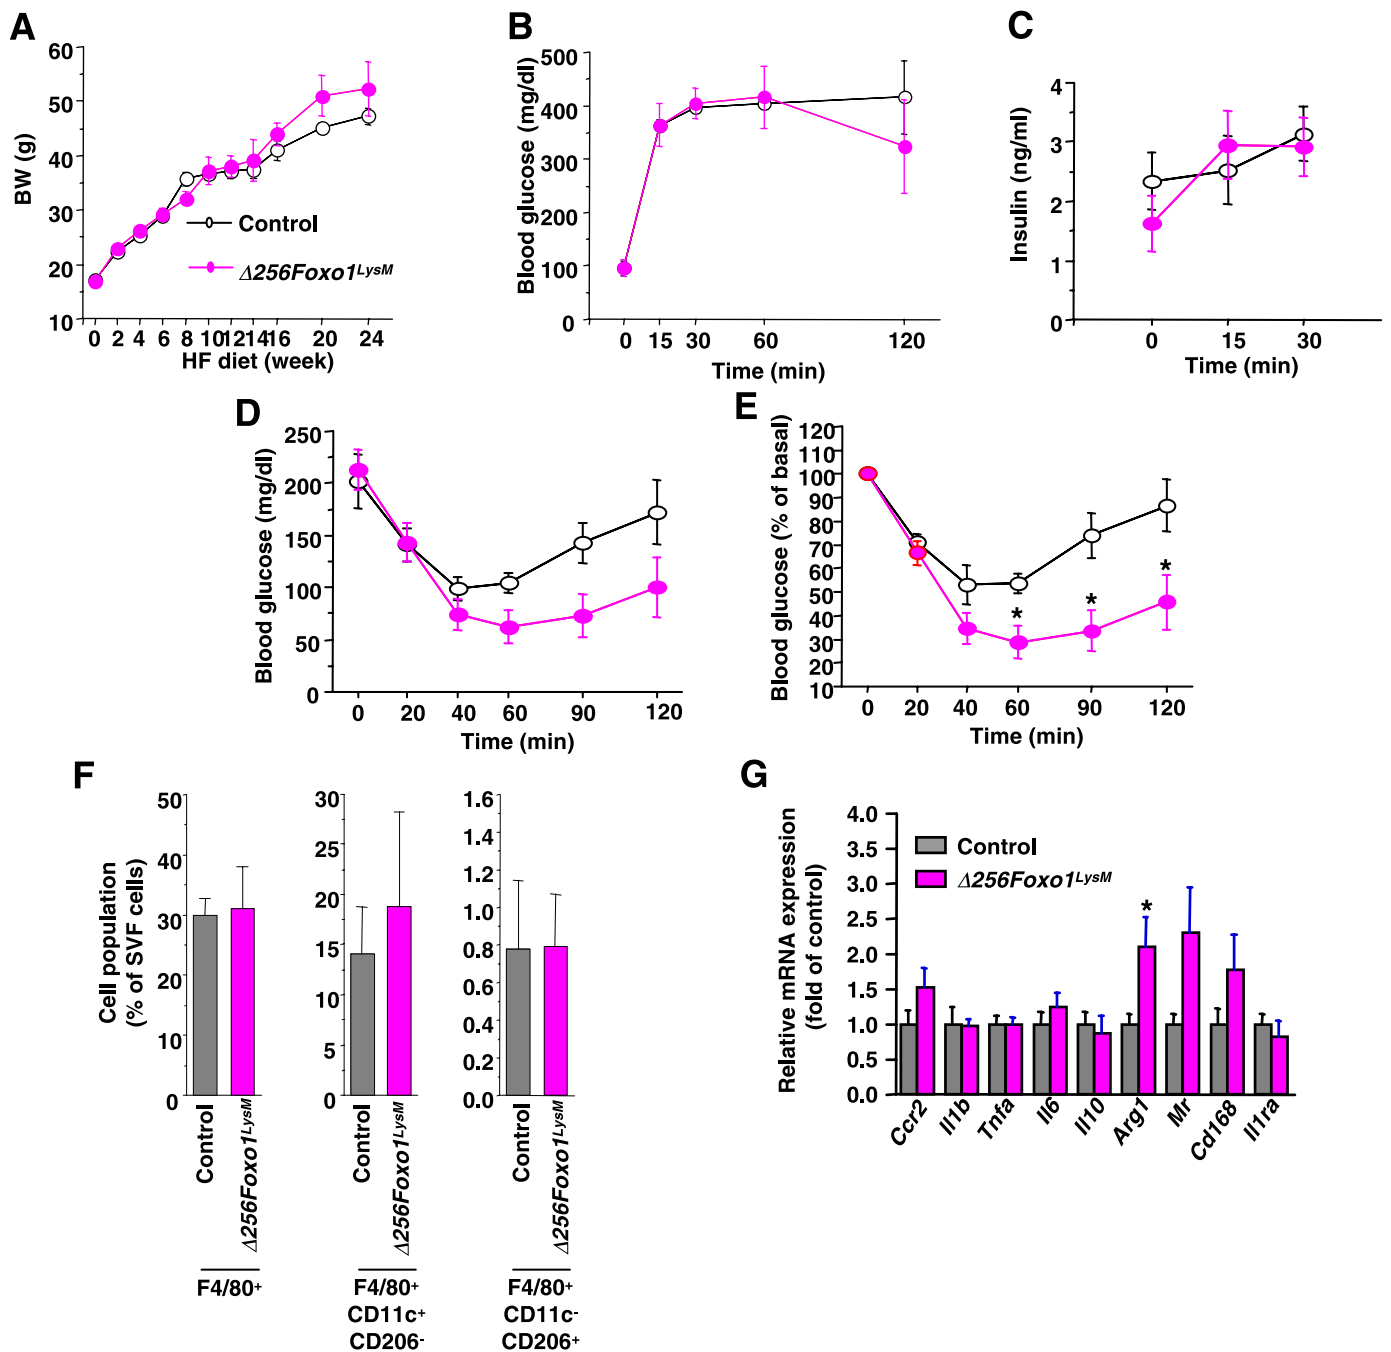 A
BW (g)
60
50
40
30
20
10
0 2 4 6 8 10 12 14 16 20 24
HF diet (week)
Control
Δ256Foxo1LysM
B
Blood glucose (mg/dl)
500
400
300
200
100
0
0 15 30 60 120
Time (min)
C
Insulin (ng/ml)
4
3
2
1
0
0 15 30
Time (min)
D
Blood glucose (mg/dl)
250
200
150
100
50
0
0 20 40 60 90 120
Time (min)
E
Blood glucose (% of basal)
120
110
100
90
80
70
60
50
40
30
20
10
* * *
0 20 40 60 90 120
Time (min)
F
Cell population
(% of SVF cells)
50
40
30
20
10
0
Control
Δ256Foxo1LysM
F4/80+
30
25
20
15
10
5
0
Control
Δ256Foxo1LysM
F4/80+
CD11c+
CD206-
1.6
1.4
1.2
1.0
0.8
0.6
0.4
0.2
0.0
Control
Δ256Foxo1LysM
F4/80+
CD11c-
CD206+
G
Relative mRNA expression
(fold of control)
4.0
3.5
3.0
2.5
2.0
1.5
1.0
0.5
0.0
Control
Δ256Foxo1LysM
*
Ccr2 Il1b Tnfa Il6 Il10 Arg1 Mr Cd168 Il1ra